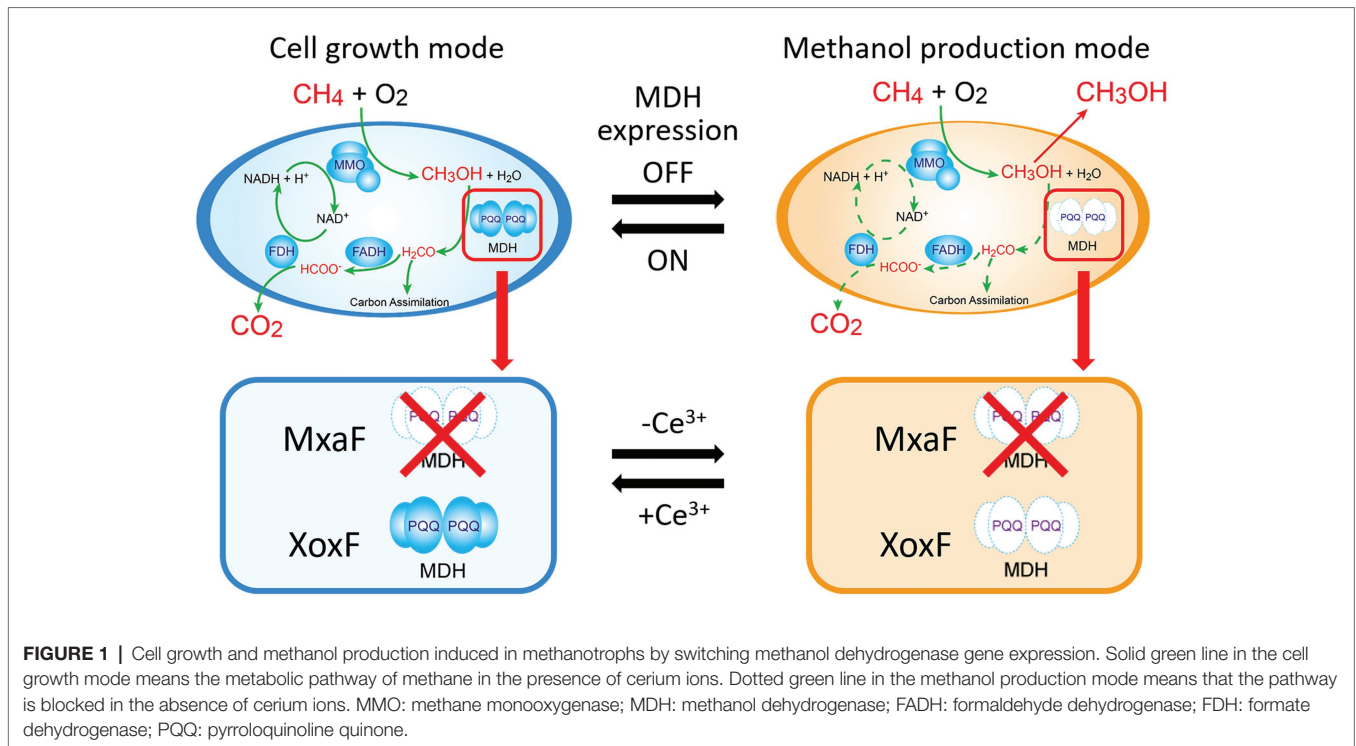 Cell growth mode
CH4 + O2
MMO
NADH + H+
NAD+
CH3OH + H2O
PQQ PQQ
MDH
FDH
FADH
H2CO
HCOO-
Carbon Assimilation
CO2
MDH
expression
OFF
ON
Methanol production mode
CH4 + O2
CH3OH
MMO
NADH + H+
NAD+
CH3OH + H2O
PQQ PQQ
MDH
FDH
FADH
H2CO
HCOO-
Carbon Assimilation
CO2
MxaF
PQQ PQQ
MDH
XoxF
PQQ PQQ
MDH
-Ce3+
+Ce3+
MxaF
PQQ PQQ
MDH
XoxF
PQQ PQQ
MDH
FIGURE 1 | Cell growth and methanol production induced in methanotrophs by switching methanol dehydrogenase gene expression. Solid green line in the cell
growth mode means the metabolic pathway of methane in the presence of cerium ions. Dotted green line in the methanol production mode means that the pathway
is blocked in the absence of cerium ions. MMO: methane monooxygenase; MDH: methanol dehydrogenase; FADH: formaldehyde dehydrogenase; FDH: formate
dehydrogenase; PQQ: pyrroloquinoline quinone.